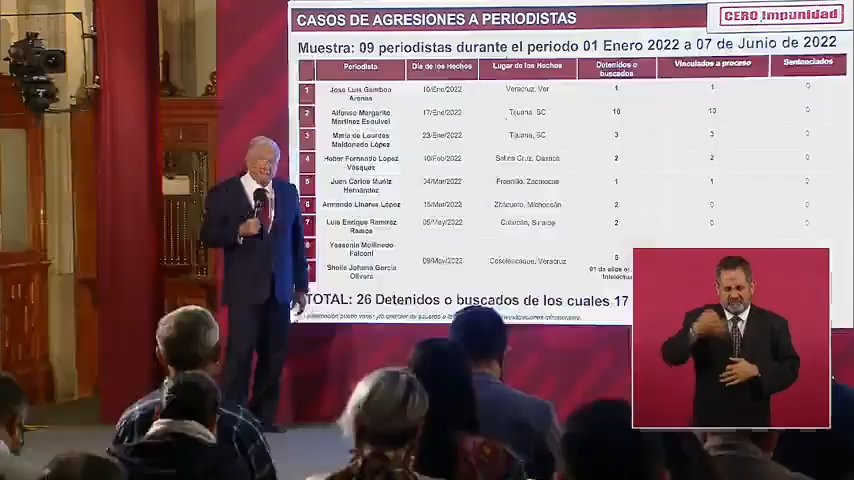 CASOS DE AGRESIONES A PERIODISTAS
CERO Impunidad
Muestra: 09 periodistas durante el periodo 01 Enero 2022 a 07 de Junio de 2022
Periodista Día de los Hechos Lugar de los Hechos Detenidos o buscados Vinculados a proceso Sentenciados
1 José Luis Gamboa Arenas 10/Ene/2022 Veracruz, Ver 1 1 0
2 Alfonso Margarito Martínez Esquivel 17/Ene/2022 Tijuana, BC 10 10 0
3 María de Lourdes Maldonado López 23/Ene/2022 Tijuana, BC 3 3 0
4 Heber Fernando López Vásquez 10/Feb/2022 Salina Cruz, Oaxaca 2 2 0
5 Juan Carlos Muñiz Hernández 04/Mar/2022 Fresnillo, Zacatecas 1 1 0
6 Armando Linares López 15/Mar/2022 Zitácuaro, Michoacán 2 0 0
7 Luis Enrique Ramírez Ramos 05/May/2022 Culiacán, Sinaloa 2 0 0
8 Yessenia Mollinedo Falconi
Sheila Johana García Olivera 09/May/2022 Cosoleacaque, Veracruz 5
01 de ellos
TOTAL: 26 Detenidos o buscados de los cuales 17